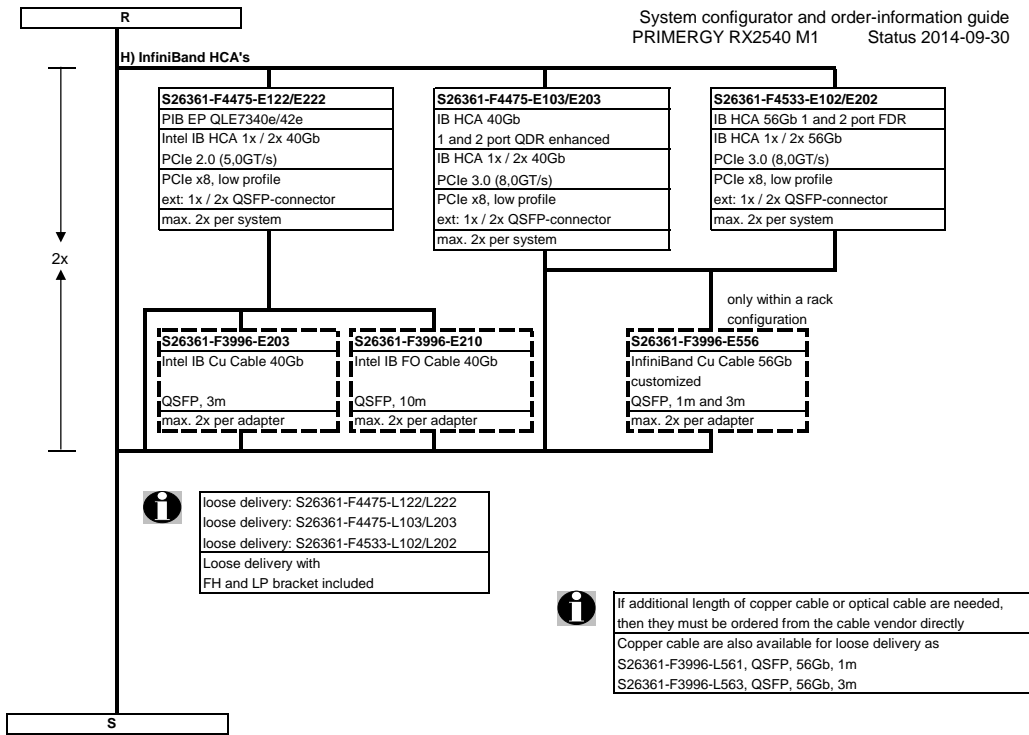 R
System configurator and order-information guide
PRIMERGY RX2540 M1 Status 2014-09-30
H) InfiniBand HCA's
S26361-F4475-E122/E222
PIB EP QLE7340e/42e
Intel IB HCA 1x / 2x 40Gb
PCIe 2.0 (5,0GT/s)
PCIe x8, low profile
ext: 1x / 2x QSFP-connector
max. 2x per system
S26361-F4475-E103/E203
IB HCA 40Gb
1 and 2 port QDR enhanced
IB HCA 1x / 2x 40Gb
PCIe 3.0 (8,0GT/s)
PCIe x8, low profile
ext: 1x / 2x QSFP-connector
max. 2x per system
S26361-F4533-E102/E202
IB HCA 56Gb 1 and 2 port FDR
IB HCA 1x / 2x 56Gb
PCIe 3.0 (8,0GT/s)
PCIe x8, low profile
ext: 1x / 2x QSFP-connector
max. 2x per system
2x
only within a rack
configuration
S26361-F3996-E203
Intel IB Cu Cable 40Gb
QSFP, 3m
max. 2x per adapter
S26361-F3996-E210
Intel IB FO Cable 40Gb
QSFP, 10m
max. 2x per adapter
S26361-F3996-E556
InfiniBand Cu Cable 56Gb
customized
QSFP, 1m and 3m
max. 2x per adapter
loose delivery: S26361-F4475-L122/L222
loose delivery: S26361-F4475-L103/L203
loose delivery: S26361-F4533-L102/L202
Loose delivery with
FH and LP bracket included
If additional length of copper cable or optical cable are needed,
then they must be ordered from the cable vendor directly
Copper cable are also available for loose delivery as
S26361-F3996-L561, QSFP, 56Gb, 1m
S26361-F3996-L563, QSFP, 56Gb, 3m
S